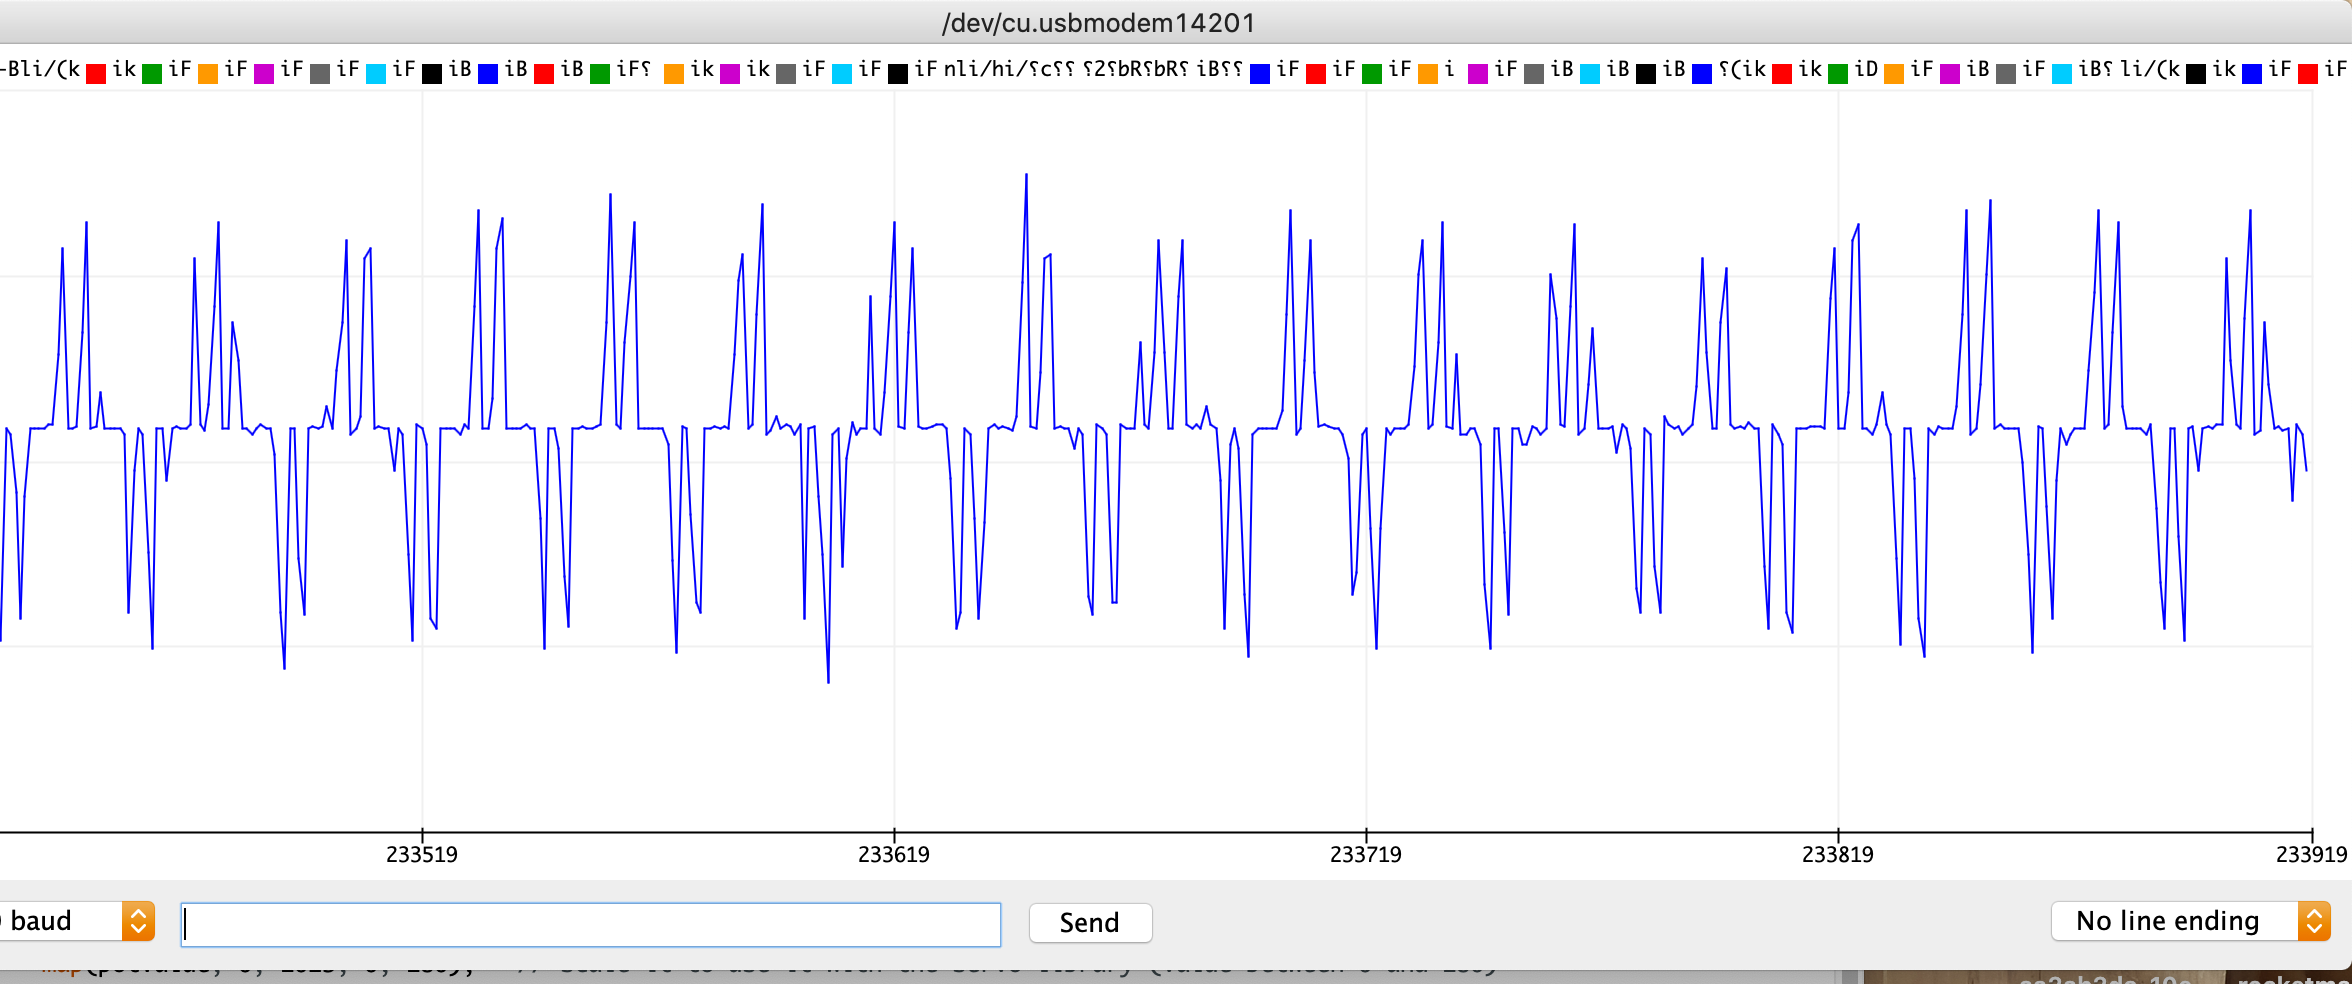 /dev/cu.usbmodem14201
-Bli/(k ik iF iF iF iF iF iB iB iB iF⸮ ik ik iF iF iF nli/hi/⸮c⸮⸮ ⸮2⸮bR⸮bR⸮ iB⸮⸮ iF iF iF i iF iB iB iB ⸮(ik ik iD iF iB iF iB⸮ li/(k ik iF iF
233519 233619 233719 233819 233919
baud Send No line ending